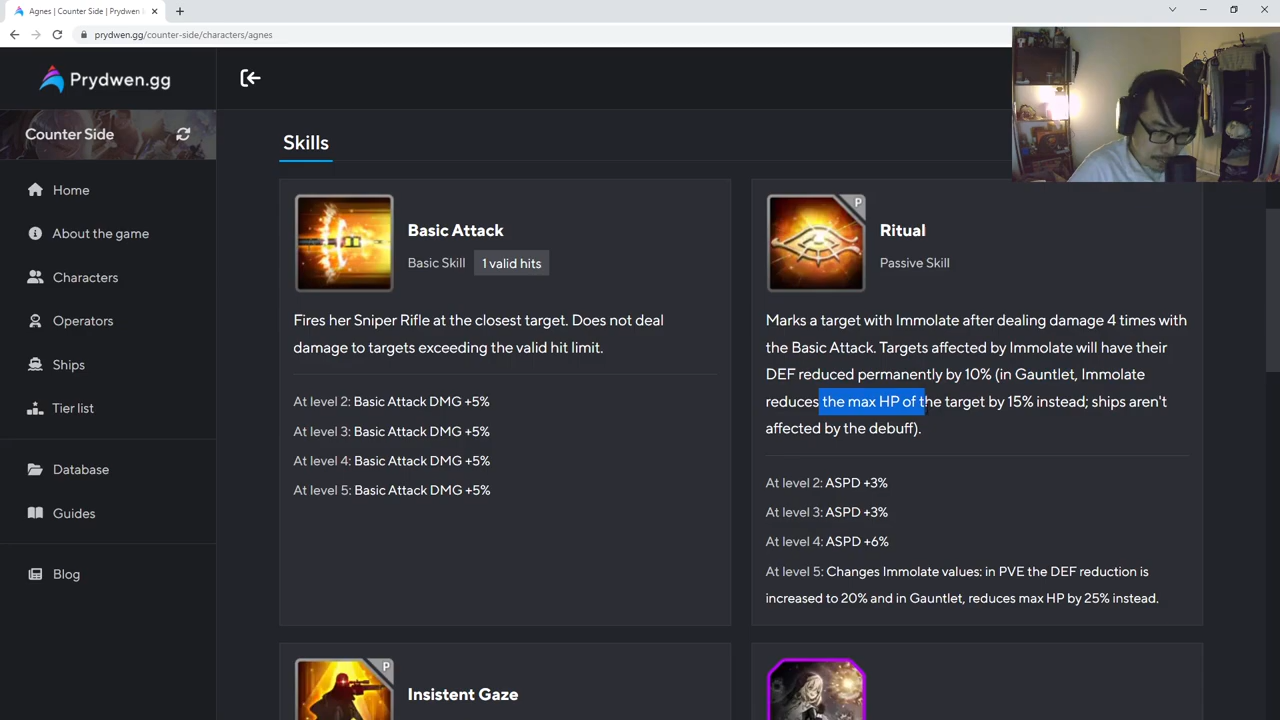 Agnes | Counter Side | Prydwen
prydwen.gg/counter-side/characters/agnes
Prydwen.gg
Counter Side
Home
About the game
Characters
Operators
Ships
Tier list
Database
Guides
Blog
Skills
Basic Attack
Basic Skill 1 valid hits
Fires her Sniper Rifle at the closest target. Does not deal
damage to targets exceeding the valid hit limit.
At level 2: Basic Attack DMG +5%
At level 3: Basic Attack DMG +5%
At level 4: Basic Attack DMG +5%
At level 5: Basic Attack DMG +5%
P
Ritual
Passive Skill
Marks a target with Immolate after dealing damage 4 times with
the Basic Attack. Targets affected by Immolate will have their
DEF reduced permanently by 10% (in Gauntlet, Immolate
reduces the max HP of the target by 15% instead; ships aren't
affected by the debuff).
At level 2: ASPD +3%
At level 3: ASPD +3%
At level 4: ASPD +6%
At level 5: Changes Immolate values: in PVE the DEF reduction is
increased to 20% and in Gauntlet, reduces max HP by 25% instead.
P
Insistent Gaze